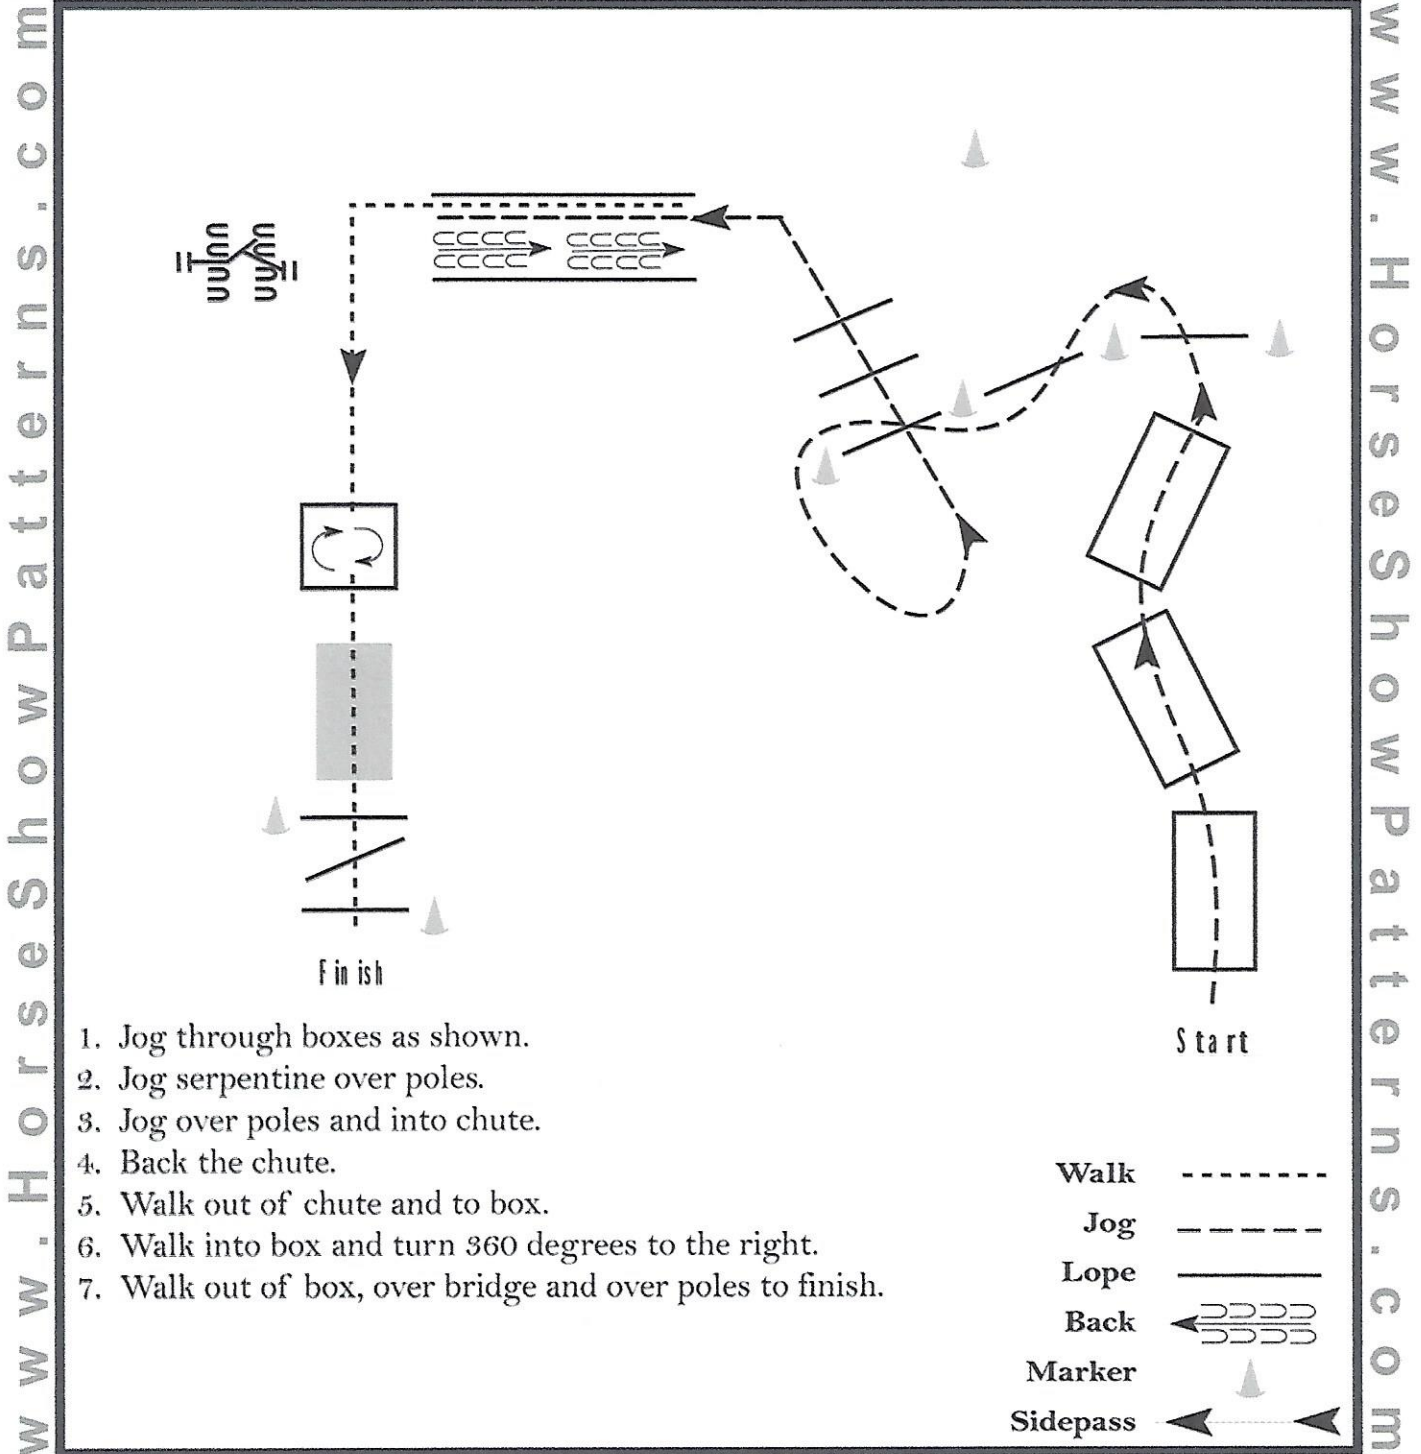 www.HorseShowPatterns.com
www.HorseShowPatterns.com
Finish
Start
1. Jog through boxes as shown.
2. Jog serpentine over poles.
3. Jog over poles and into chute.
4. Back the chute.
5. Walk out of chute and to box.
6. Walk into box and turn 360 degrees to the right.
7. Walk out of box, over bridge and over poles to finish.
Walk
Jog
Lope
Back
Marker
Sidepass